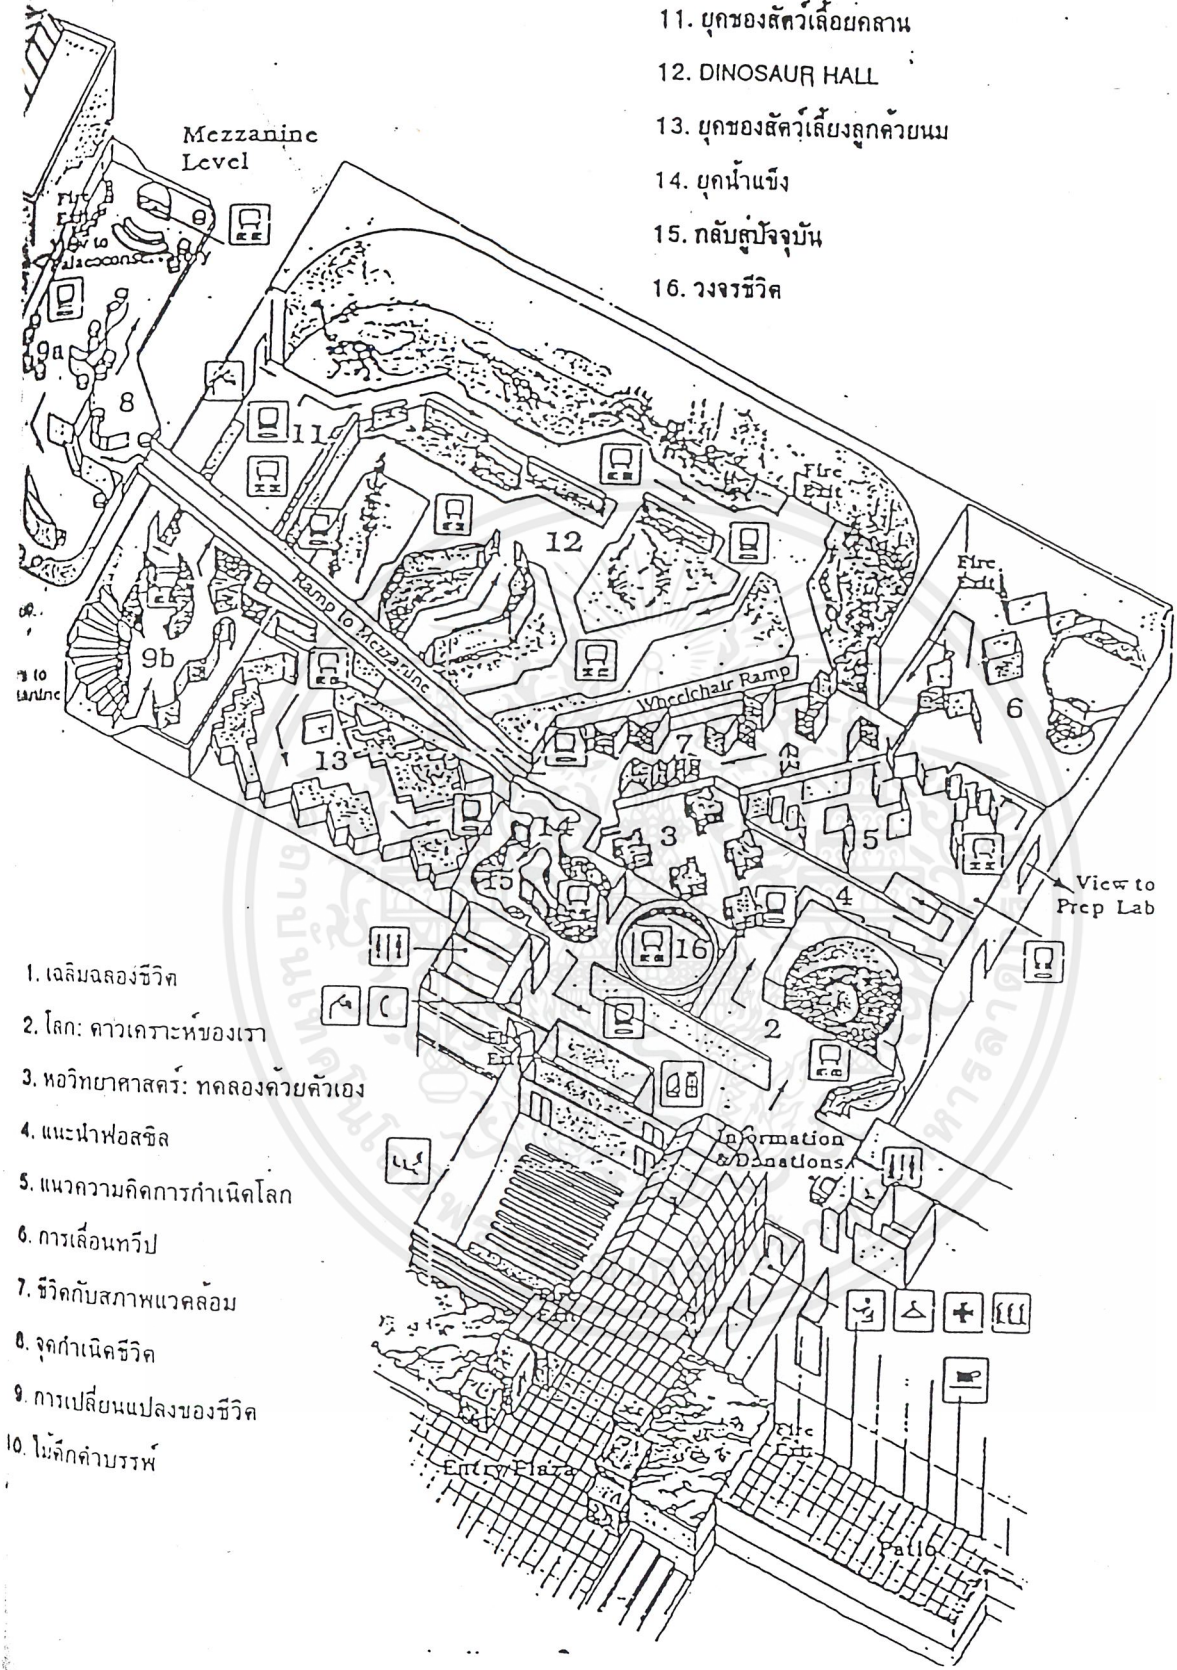 11. ยุคของสัตว์เลื้อยคลาน
12. DINOSAUR HALL
13. ยุคของสัตว์เลี้ยงลูกด้วยนม
14. ยุคน้ำแข็ง
15. กลับสู่ปัจจุบัน
16. วงจรชีวิต
Mezzanine
Level
Fire
Exit
View to
9a
8
11
12
Fire
Exit
Fire
Exit
Ramp to Mezzanine
9b
Wheelchair Ramp
6
7
13
3
5
14
15
4
View to
Prep Lab
16
2
1. เฉลิมฉลองชีวิต
2. โลก: ดาวเคราะห์ของเรา
3. หอวิทยาศาสตร์: ทดลองด้วยตัวเอง
4. แนะนำฟอสซิล
5. แนวความคิดการกำเนิดโลก
6. การเลื่อนทวีป
7. ชีวิตกับสภาพแวดล้อม
8. จุดกำเนิดชีวิต
9. การเปลี่ยนแปลงของชีวิต
10. ไม้ดึกดำบรรพ์
Information
& Donations
1
Fire
Exit
Entry Plaza
Patio